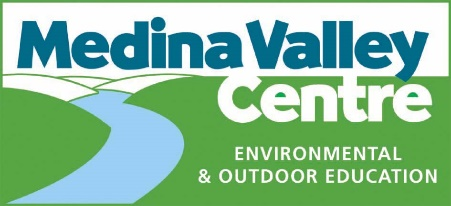 Medina Valley
Centre
ENVIRONMENTAL
& OUTDOOR EDUCATION